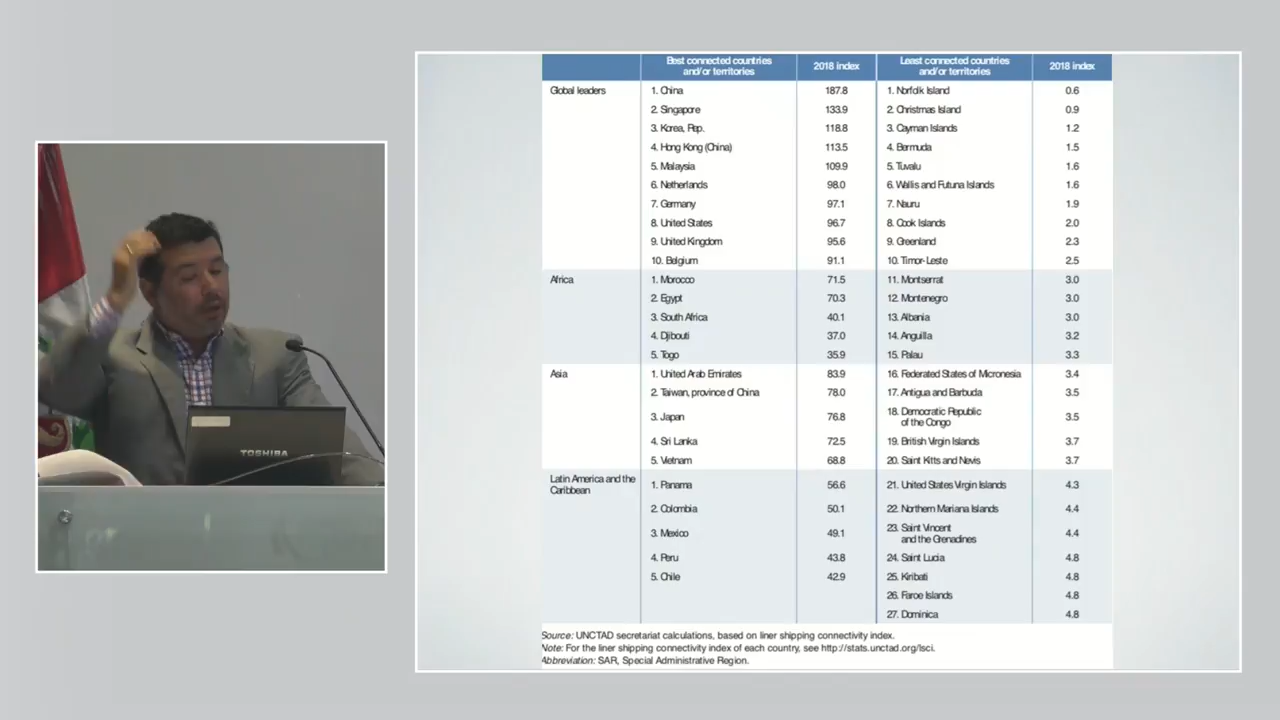 TOSHIBA
Best connected countries and/or territories 2018 index Least connected countries and/or territories 2018 index
Global leaders 1. China 187.8 1. Norfolk Island 0.6
2. Singapore 133.9 2. Christmas Island 0.9
3. Korea, Rep. 118.8 3. Cayman Islands 1.2
4. Hong Kong (China) 113.5 4. Bermuda 1.5
5. Malaysia 109.9 5. Tuvalu 1.6
6. Netherlands 98.0 6. Wallis and Futuna Islands 1.6
7. Germany 97.1 7. Nauru 1.9
8. United States 96.7 8. Cook Islands 2.0
9. United Kingdom 95.6 9. Greenland 2.3
10. Belgium 91.1 10. Timor-Leste 2.5
Africa 1. Morocco 71.5 11. Montserrat 3.0
2. Egypt 70.3 12. Montenegro 3.0
3. South Africa 40.1 13. Albania 3.0
4. Djibouti 37.0 14. Anguilla 3.2
5. Togo 35.9 15. Palau 3.3
Asia 1. United Arab Emirates 83.9 16. Federated States of Micronesia 3.4
2. Taiwan, province of China 78.0 17. Antigua and Barbuda 3.5
3. Japan 76.8 18. Democratic Republic of the Congo 3.5
4. Sri Lanka 72.5 19. British Virgin Islands 3.7
5. Vietnam 68.8 20. Saint Kitts and Nevis 3.7
Latin America and the Caribbean 1. Panama 56.6 21. United States Virgin Islands 4.3
2. Colombia 50.1 22. Northern Mariana Islands 4.4
3. Mexico 49.1 23. Saint Vincent and the Grenadines 4.4
4. Peru 43.8 24. Saint Lucia 4.8
5. Chile 42.9 25. Kiribati 4.8
26. Faroe Islands 4.8
27. Dominica 4.8
Source: UNCTAD secretariat calculations, based on liner shipping connectivity index.
Note: For the liner shipping connectivity index of each country, see http://stats.unctad.org/lsci.
Abbreviation: SAR, Special Administrative Region.